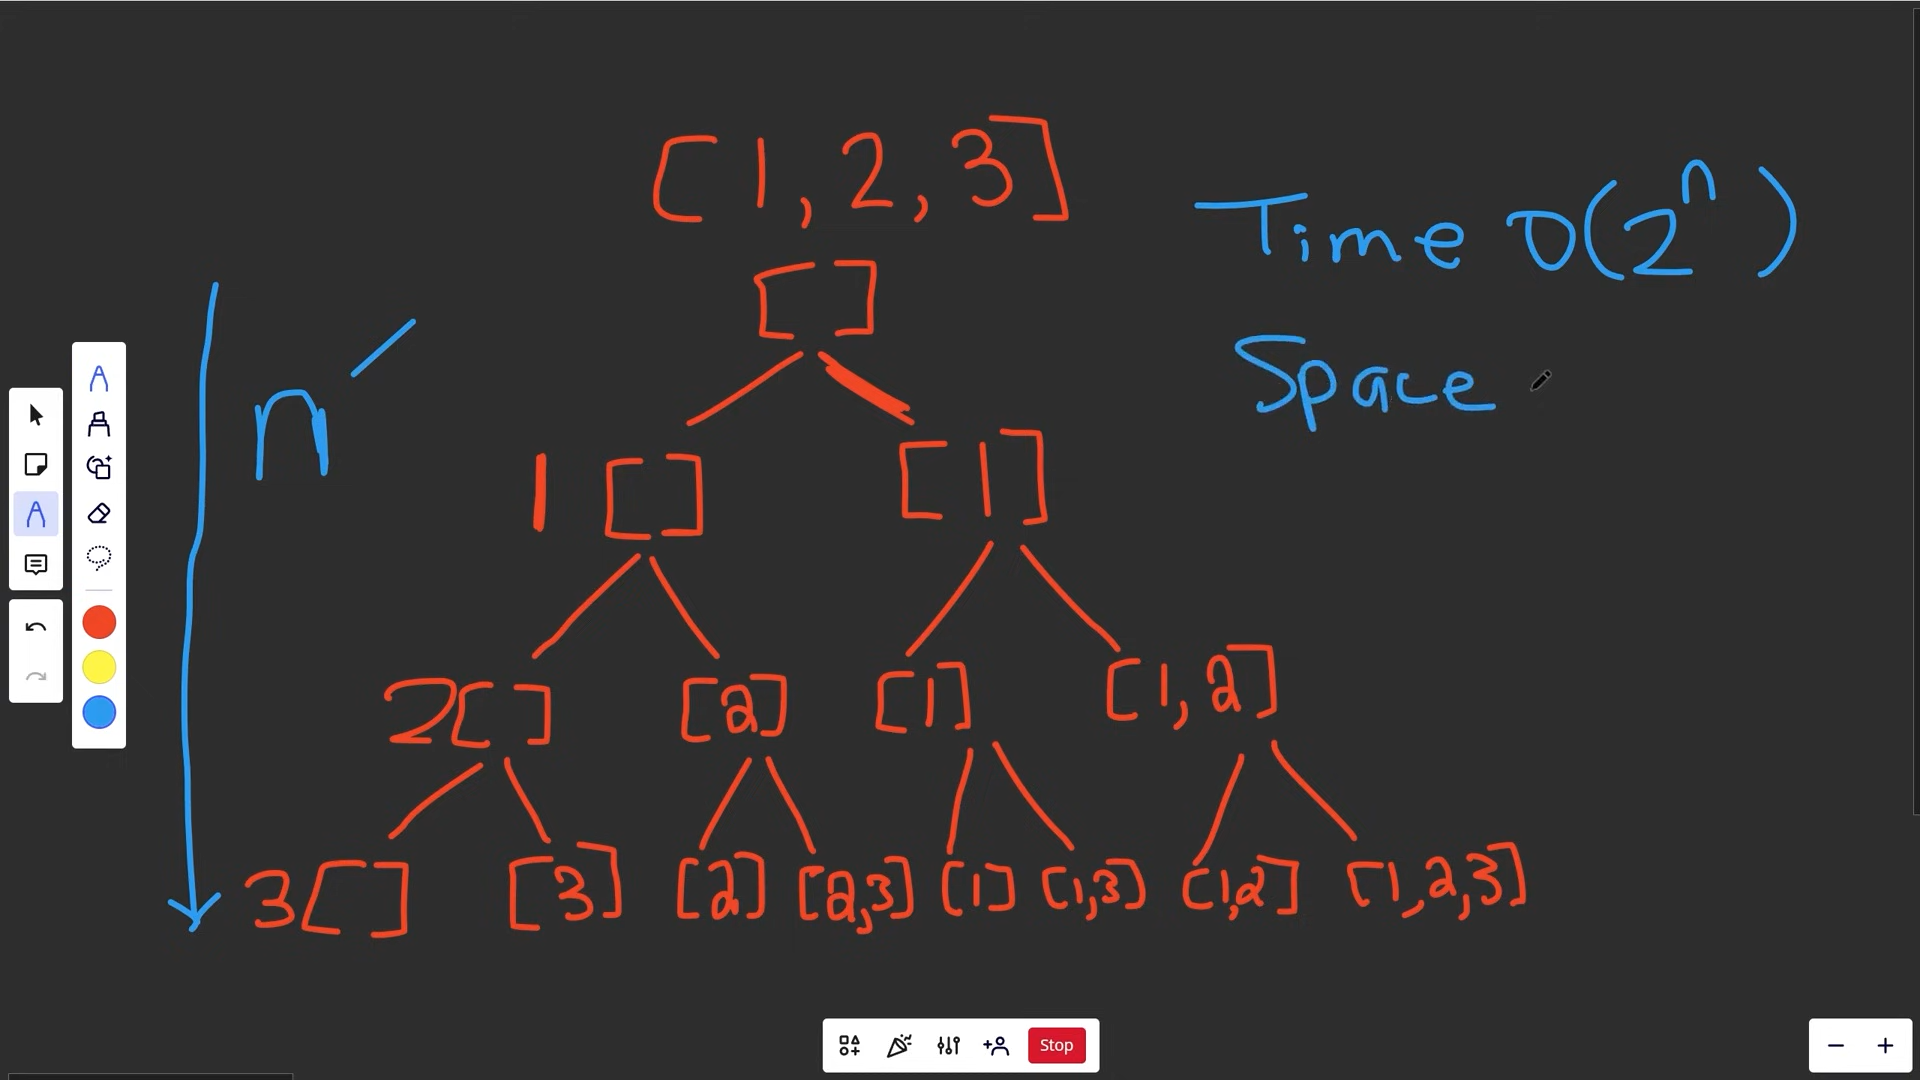 [1, 2, 3]
Time O(2^n)
[ ]
Space
n
1 [ ] [1]
2 [ ] [2] [1] [1, 2]
3 [ ] [3] [2] [2,3] [1] [1,3] [1,2] [1,2,3]
Stop